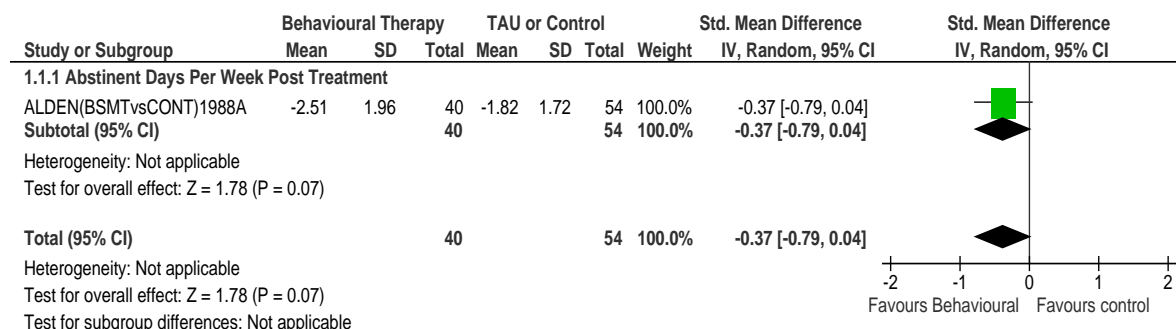 Behavioural Therapy TAU or Control Std. Mean Difference Std. Mean Difference
Study or Subgroup Mean SD Total Mean SD Total Weight IV, Random, 95% CI IV, Random, 95% CI
1.1.1 Abstinent Days Per Week Post Treatment
ALDEN(BSMTvsCONT)1988A -2.51 1.96 40 -1.82 1.72 54 100.0% -0.37 [-0.79, 0.04]
Subtotal (95% CI) 40 54 100.0% -0.37 [-0.79, 0.04]
Heterogeneity: Not applicable
Test for overall effect: Z = 1.78 (P = 0.07)
Total (95% CI) 40 54 100.0% -0.37 [-0.79, 0.04]
Heterogeneity: Not applicable
Test for overall effect: Z = 1.78 (P = 0.07)
Test for subgroup differences: Not applicable
-2 -1 0 1 2
Favours Behavioural Favours control